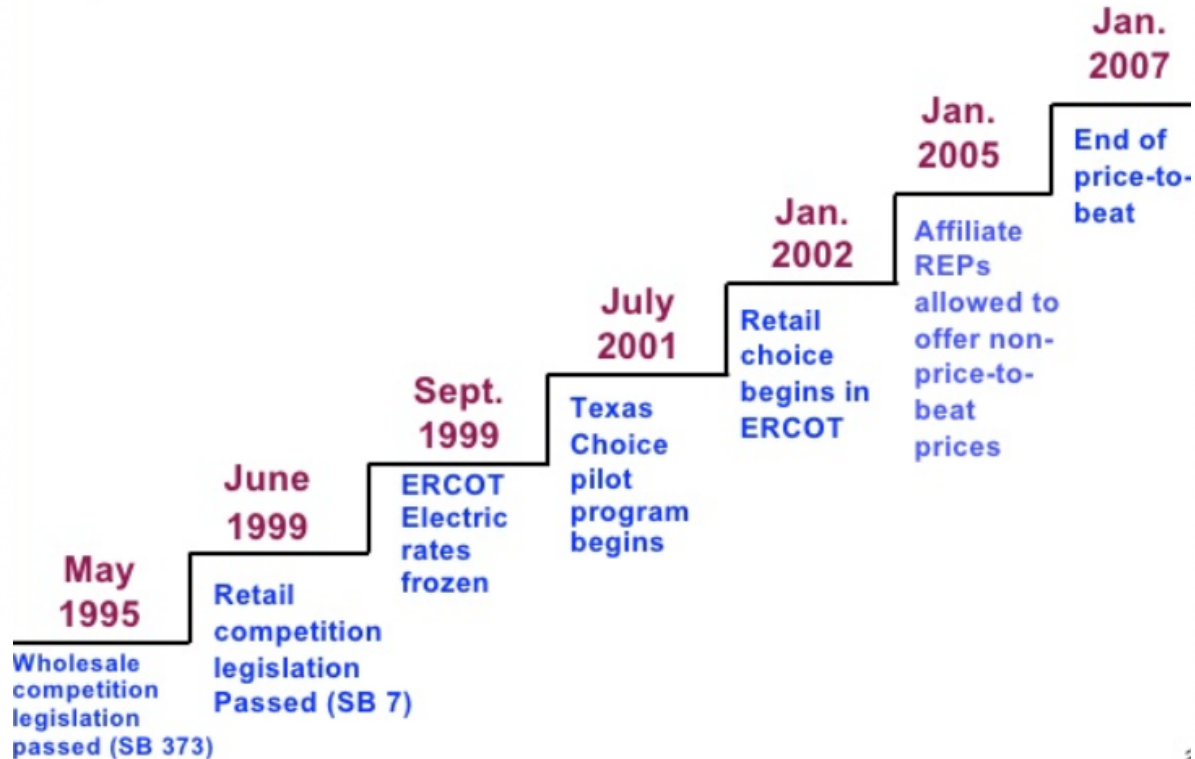 May
1995
Wholesale
competition
legislation
passed (SB 373)
June
1999
Retail
competition
legislation
Passed (SB 7)
Sept.
1999
ERCOT
Electric
rates
frozen
July
2001
Texas
Choice
pilot
program
begins
Jan.
2002
Retail
choice
begins in
ERCOT
Jan.
2005
Affiliate
REPs
allowed to
offer non-
price-to-
beat
prices
Jan.
2007
End of
price-to-
beat